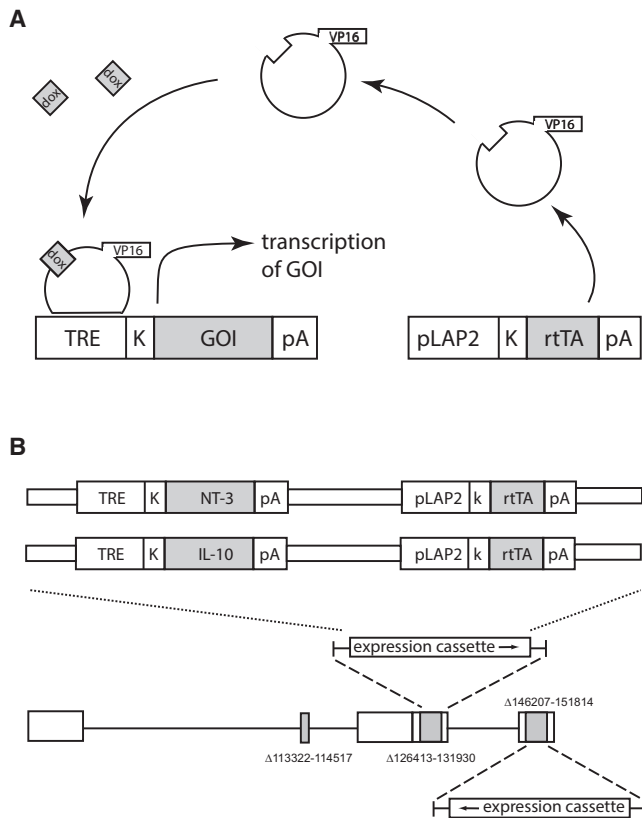 A
VP16
dox
dox
VP16
dox
VP16
transcription
of GOI
TRE K GOI pA
pLAP2 K rtTA pA
B
TRE K NT-3 pA pLAP2 k rtTA pA
TRE K IL-10 pA pLAP2 k rtTA pA
expression cassette →
Δ146207-151814
Δ113322-114517
Δ126413-131930
← expression cassette